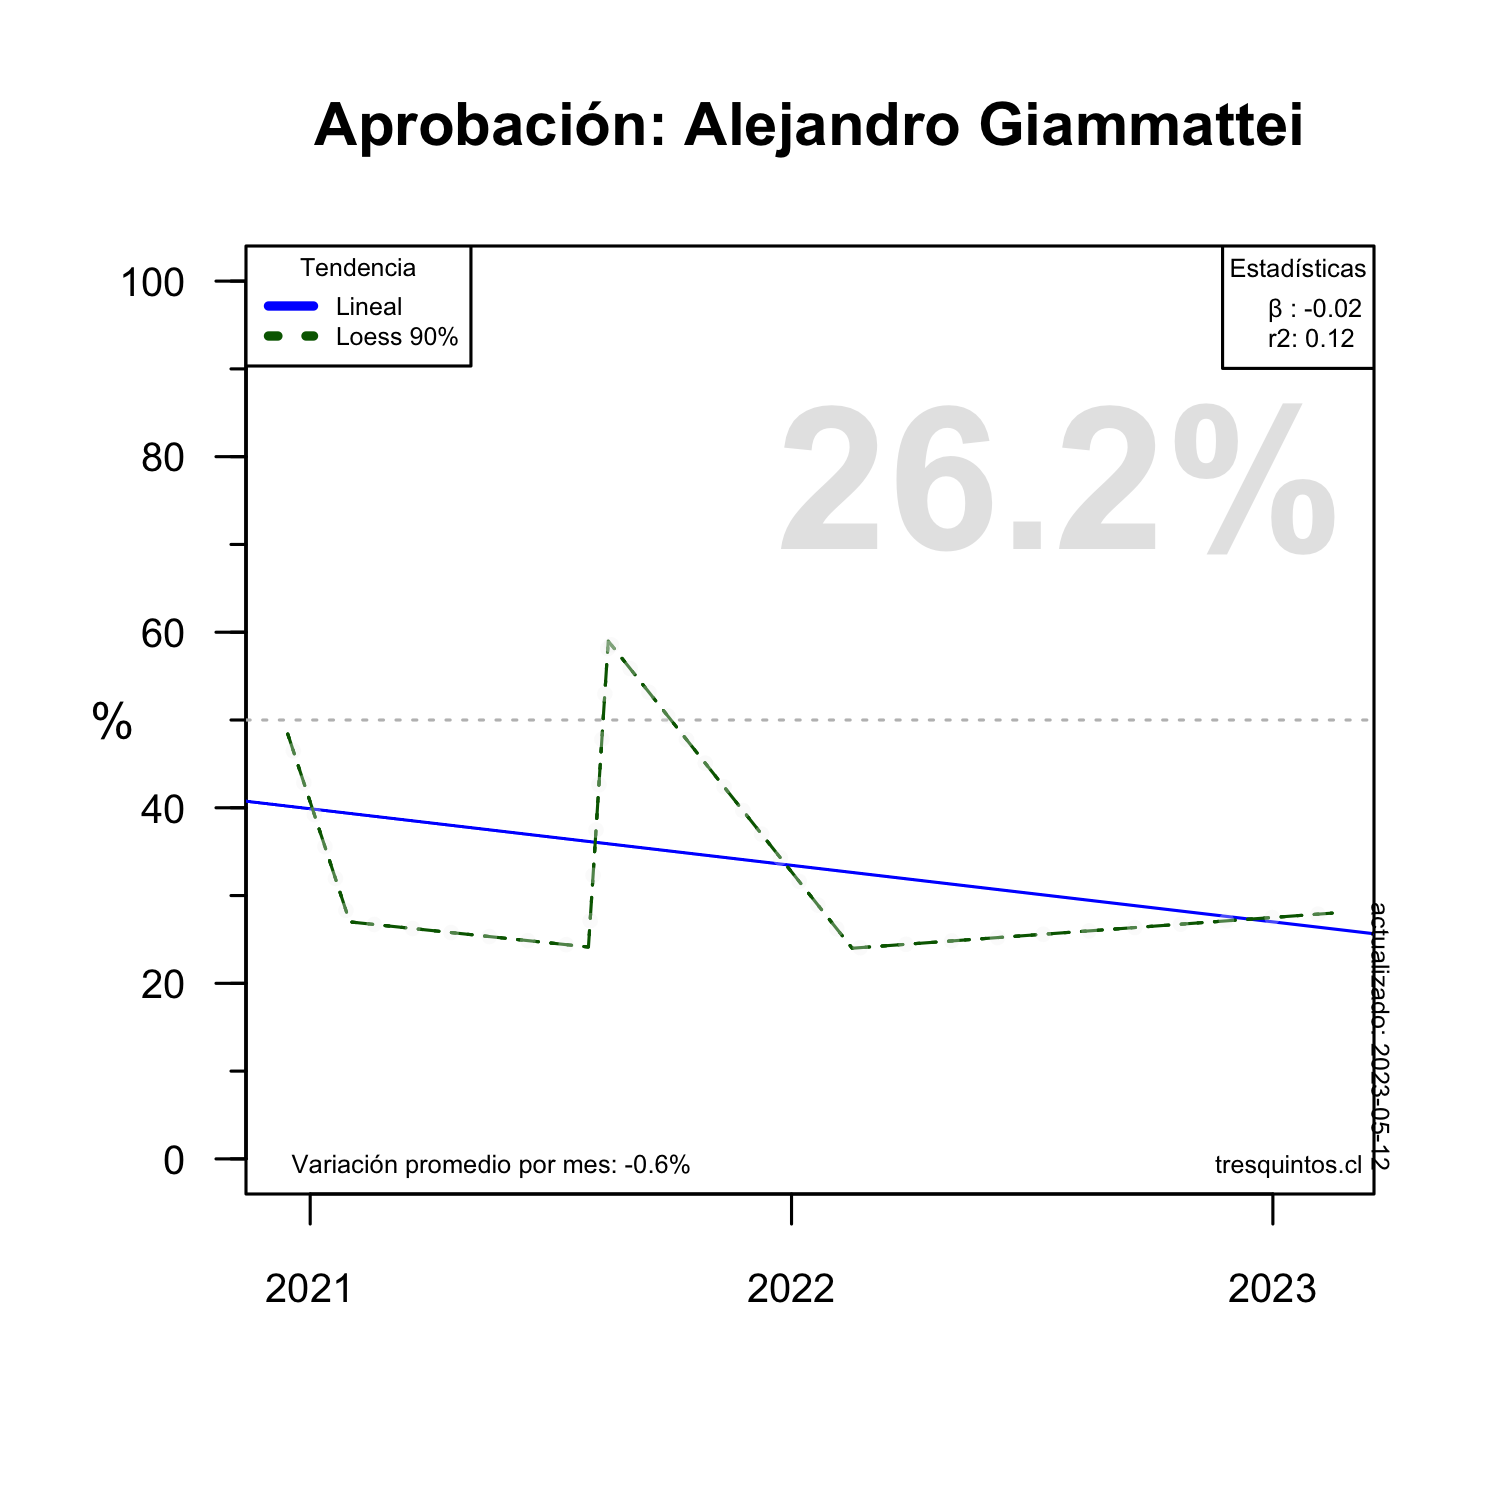 Aprobación: Alejandro Giammattei
Tendencia
Lineal
Loess 90%
Estadísticas
β : -0.02
r2: 0.12
26.2%
100
80
60
40
20
0
%
Variación promedio por mes: -0.6%
tresquintos.cl
actualizado: 2023-05-12
2021
2022
2023